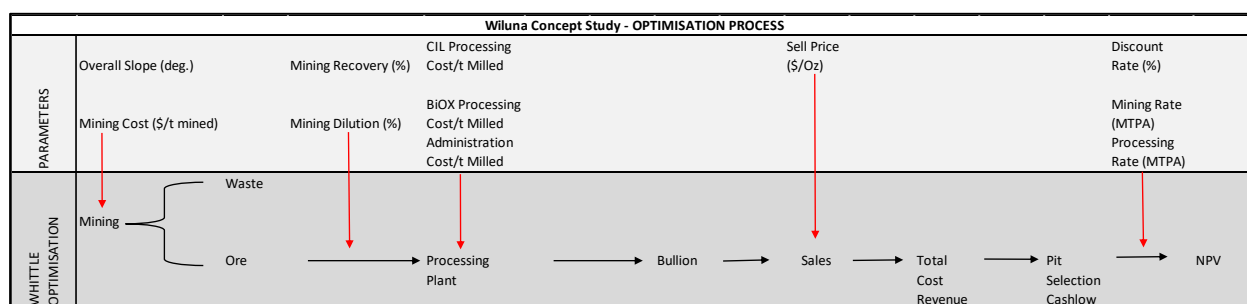 Wiluna Concept Study - OPTIMISATION PROCESS
PARAMETERS
Overall Slope (deg.)
Mining Cost ($/t mined)
Mining Recovery (%)
Mining Dilution (%)
CIL Processing
Cost/t Milled
BiOX Processing
Cost/t Milled
Administration
Cost/t Milled
Sell Price
($/Oz)
Discount
Rate (%)
Mining Rate
(MTPA)
Processing
Rate (MTPA)
WHITTLE
OPTIMISATION
Mining
Waste
Ore
Processing
Plant
Bullion
Sales
Total
Cost
Revenue
Pit
Selection
Cashlow
NPV